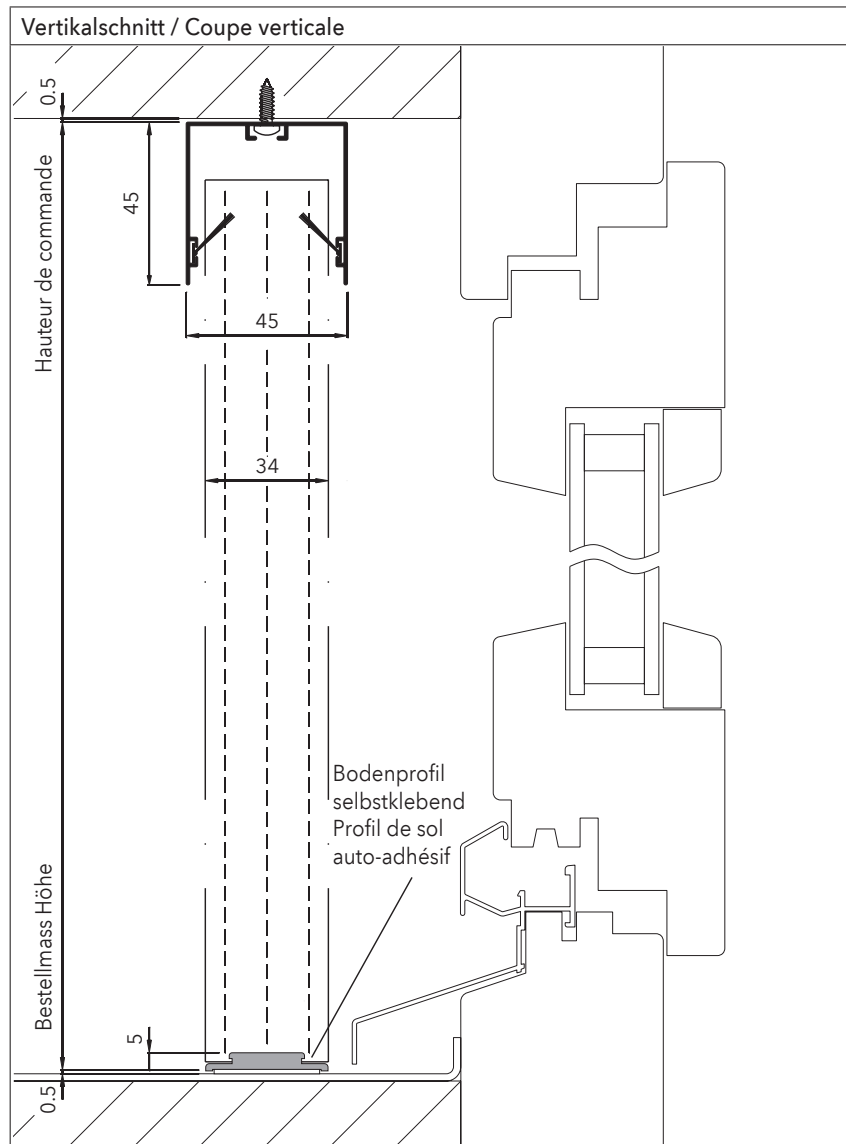 Vertikalschnitt / Coupe verticale
0.5
Hauteur de commande
45
45
34
Bodenprofil
selbstklebend
Profil de sol
auto-adhésif
Bestellmass Höhe
5
0.5